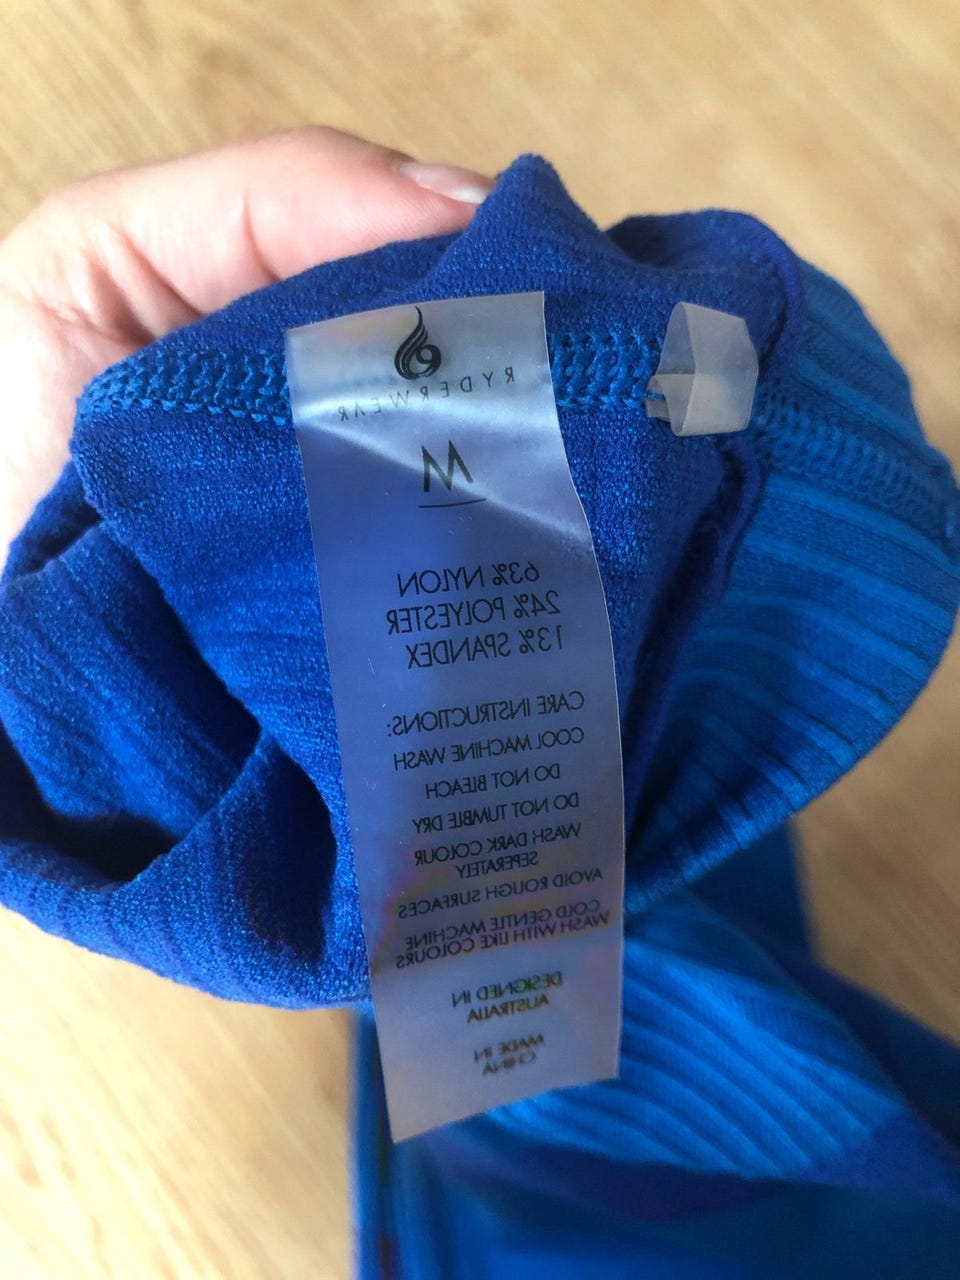 RYDERWEAR
M
63% NYLON
24% POLYESTER
13% SPANDEX
CARE INSTRUCTIONS:
COOL MACHINE WASH
DO NOT BLEACH
DO NOT TUMBLE DRY
WASH DARK COLOUR
SEPERATELY
AVOID ROUGH SURFACES
COLD GENTLE MACHINE
WASH WITH LIKE COLOURS
DESIGNED IN
AUSTRALIA
MADE IN
CHINA